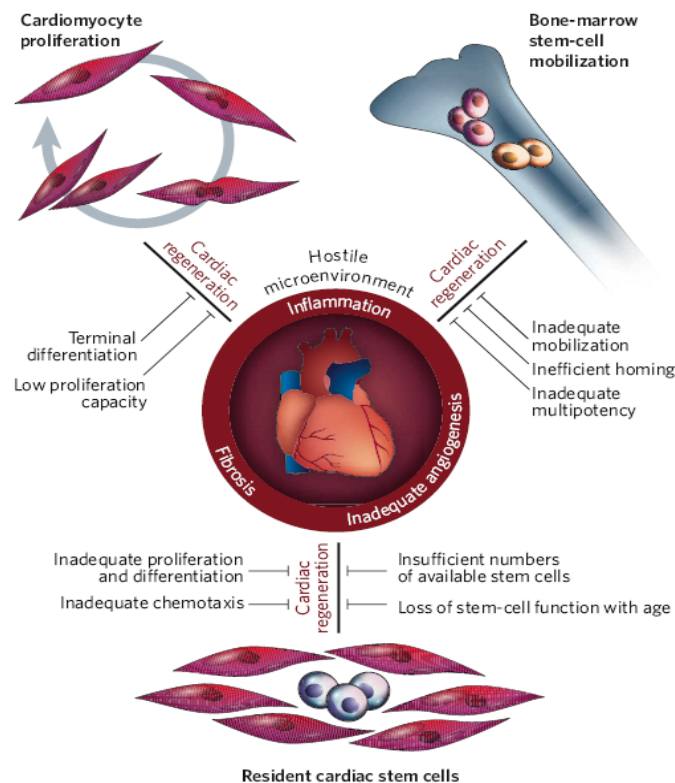 Cardiomyocyte
proliferation
Bone-marrow
stem-cell
mobilization
Cardiac
regeneration
Hostile
microenvironment
Cardiac
regeneration
Inflammation
Terminal
differentiation
Low proliferation
capacity
Inadequate
mobilization
Inefficient homing
Inadequate
multipotency
Fibrosis
Inadequate angiogenesis
Inadequate proliferation
and differentiation
Inadequate chemotaxis
Cardiac
regeneration
Insufficient numbers
of available stem cells
Loss of stem-cell function with age
Resident cardiac stem cells